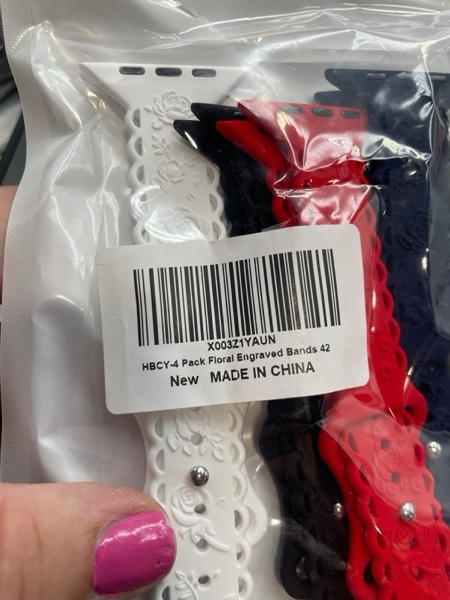 X003Z1YAUN
HBCY-4 Pack Floral Engraved Bands 42
New MADE IN CHINA